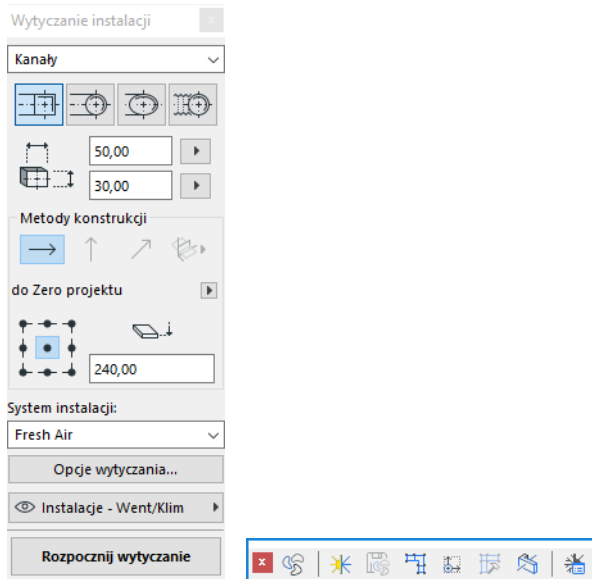 Wytyczanie instalacji
Kanały
50,00
30,00
Metody konstrukcji
do Zero projektu
240,00
System instalacji:
Fresh Air
Opcje wytyczania...
Instalacje - Went/Klim
Rozpocznij wytyczanie